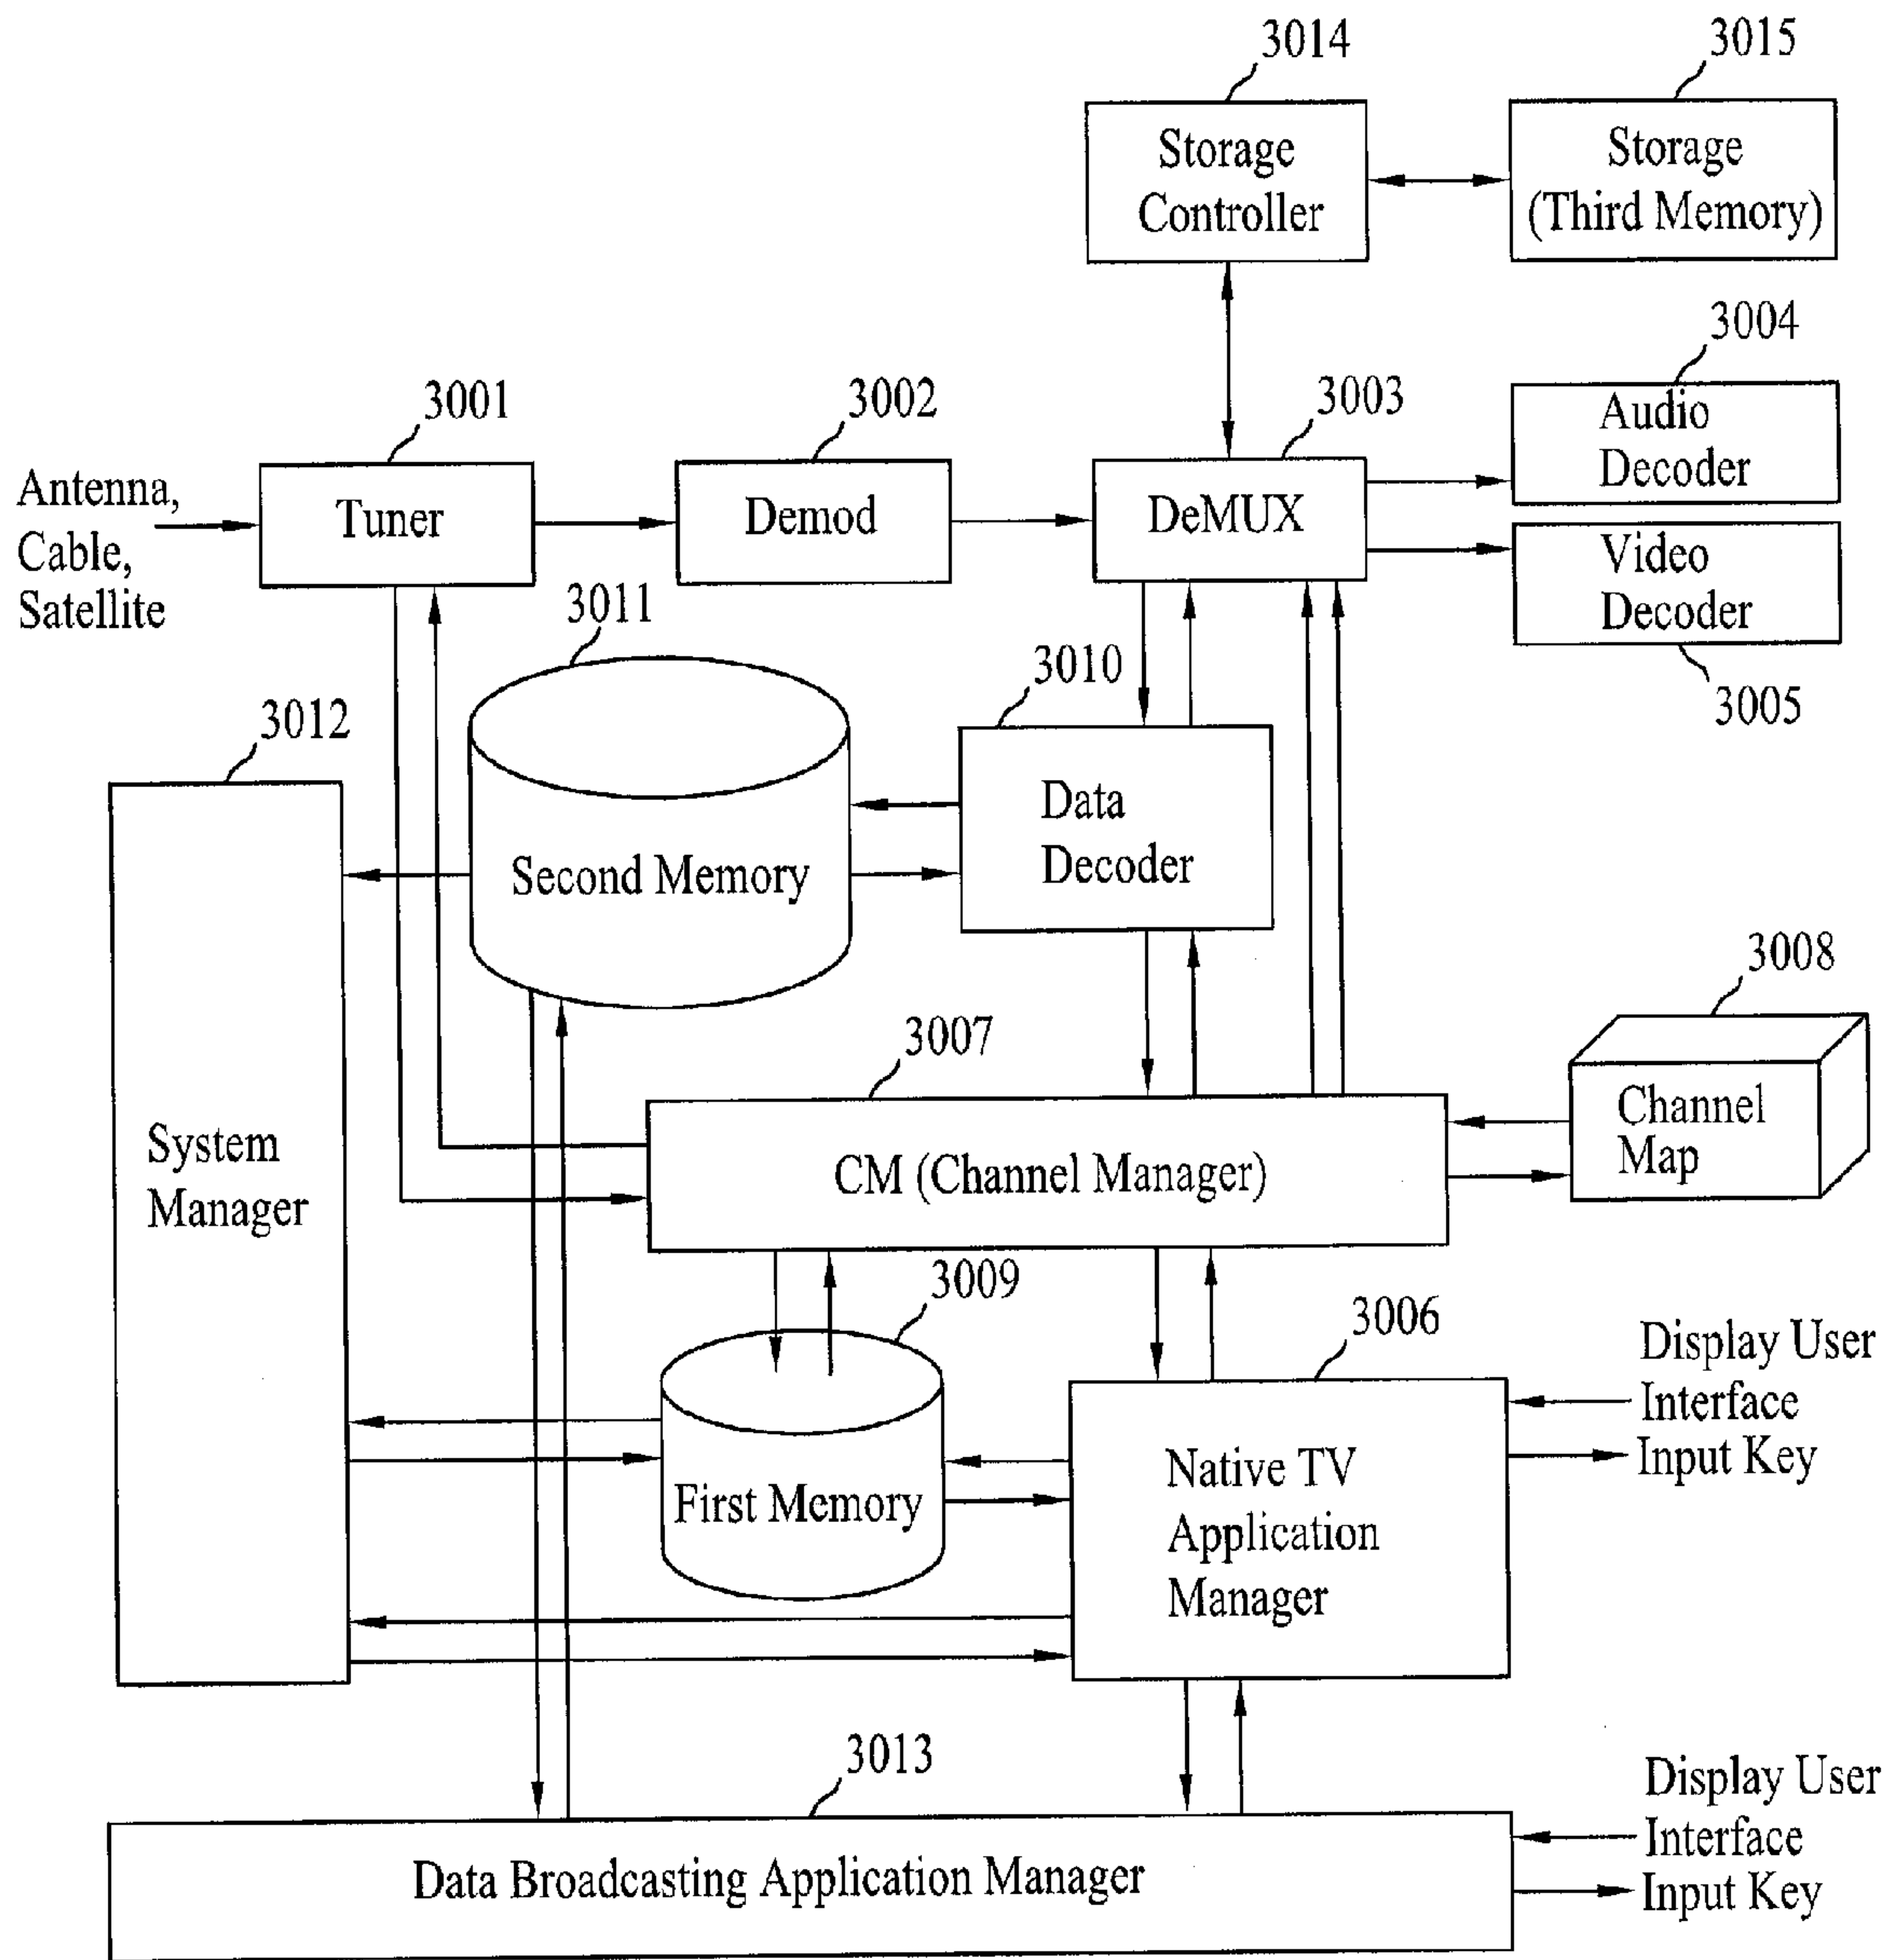 3014
3015
Storage
Controller
Storage
(Third Memory)
3004
3001
3002
3003
Audio
Decoder
Antenna,
Cable,
Satellite
Tuner
Demod
DeMUX
Video
Decoder
3005
3011
3010
3012
Second Memory
Data
Decoder
3008
3007
Channel
Map
System
Manager
CM (Channel Manager)
3009
3006
Display User
Interface
Input Key
First Memory
Native TV
Application
Manager
3013
Display User
Interface
Input Key
Data Broadcasting Application Manager